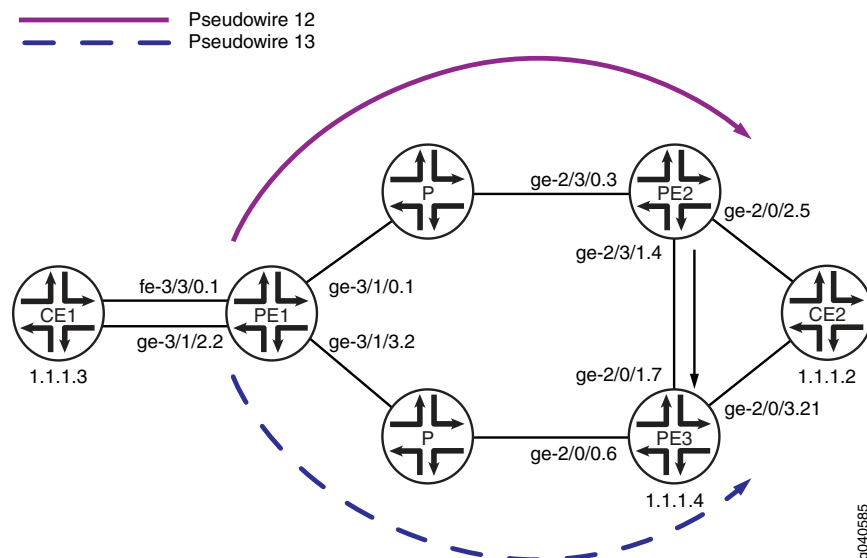 Pseudowire 12
Pseudowire 13
P
ge-2/3/0.3
PE2
ge-2/0/2.5
ge-2/3/1.4
fe-3/3/0.1
ge-3/1/0.1
CE1
PE1
CE2
ge-3/1/2.2
ge-3/1/3.2
1.1.1.3
1.1.1.2
ge-2/0/1.7
ge-2/0/3.21
P
ge-2/0/0.6
PE3
1.1.1.4
g040585